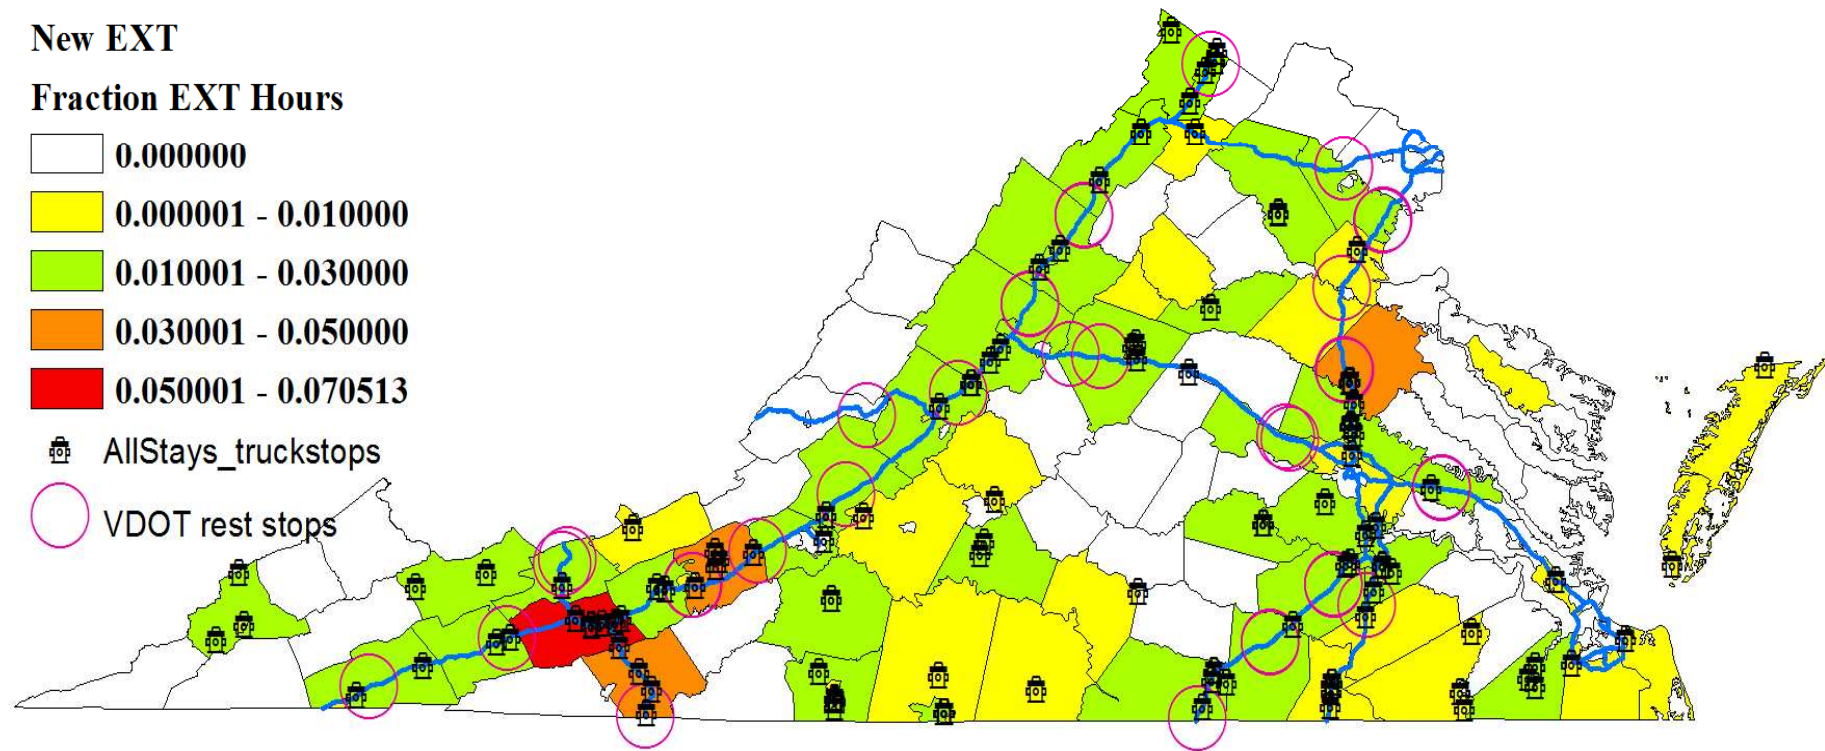 New EXT
Fraction EXT Hours
0.000000
0.000001 - 0.010000
0.010001 - 0.030000
0.030001 - 0.050000
0.050001 - 0.070513
AllStays_truckstops
VDOT rest stops